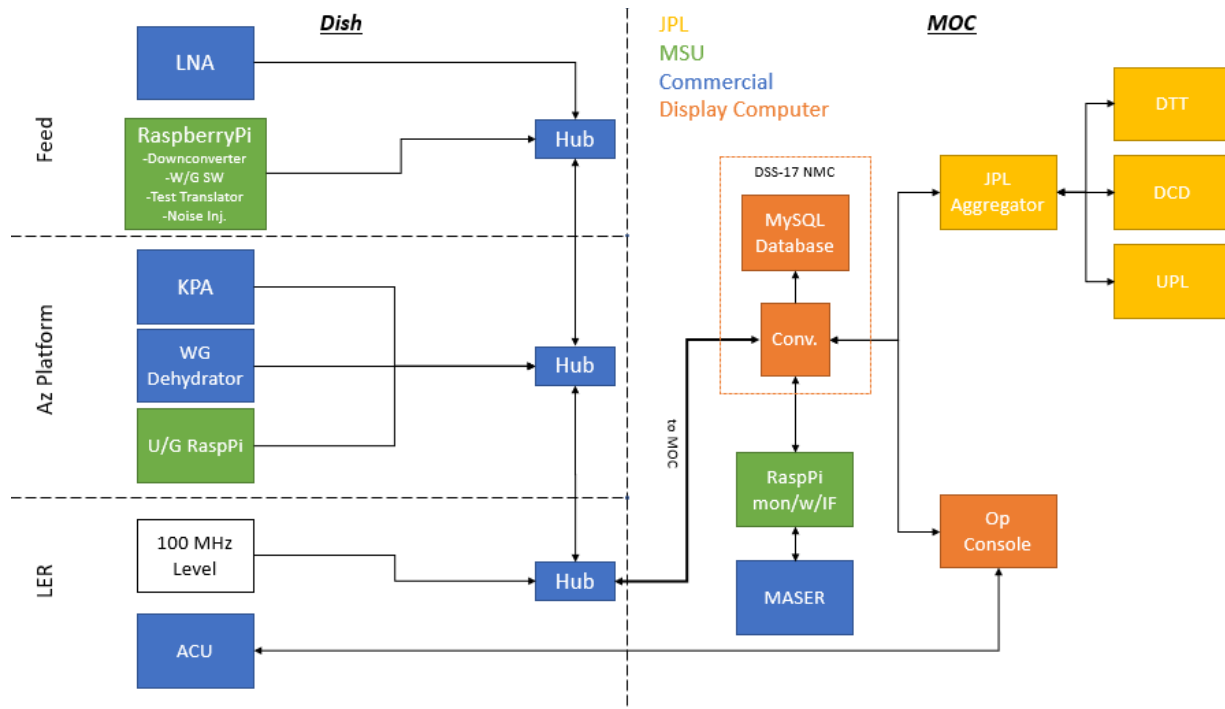 Dish
MOC
JPL
MSU
Commercial
Display Computer
Feed
LNA
RaspberryPi
-Downconverter
-W/G SW
-Test Translator
-Noise Inj.
Hub
Az Platform
KPA
WG
Dehydrator
U/G RaspPi
Hub
LER
100 MHz
Level
ACU
Hub
to MOC
DSS-17 NMC
MySQL
Database
Conv.
RaspPi
mon/w/IF
MASER
JPL
Aggregator
DTT
DCD
UPL
Op
Console